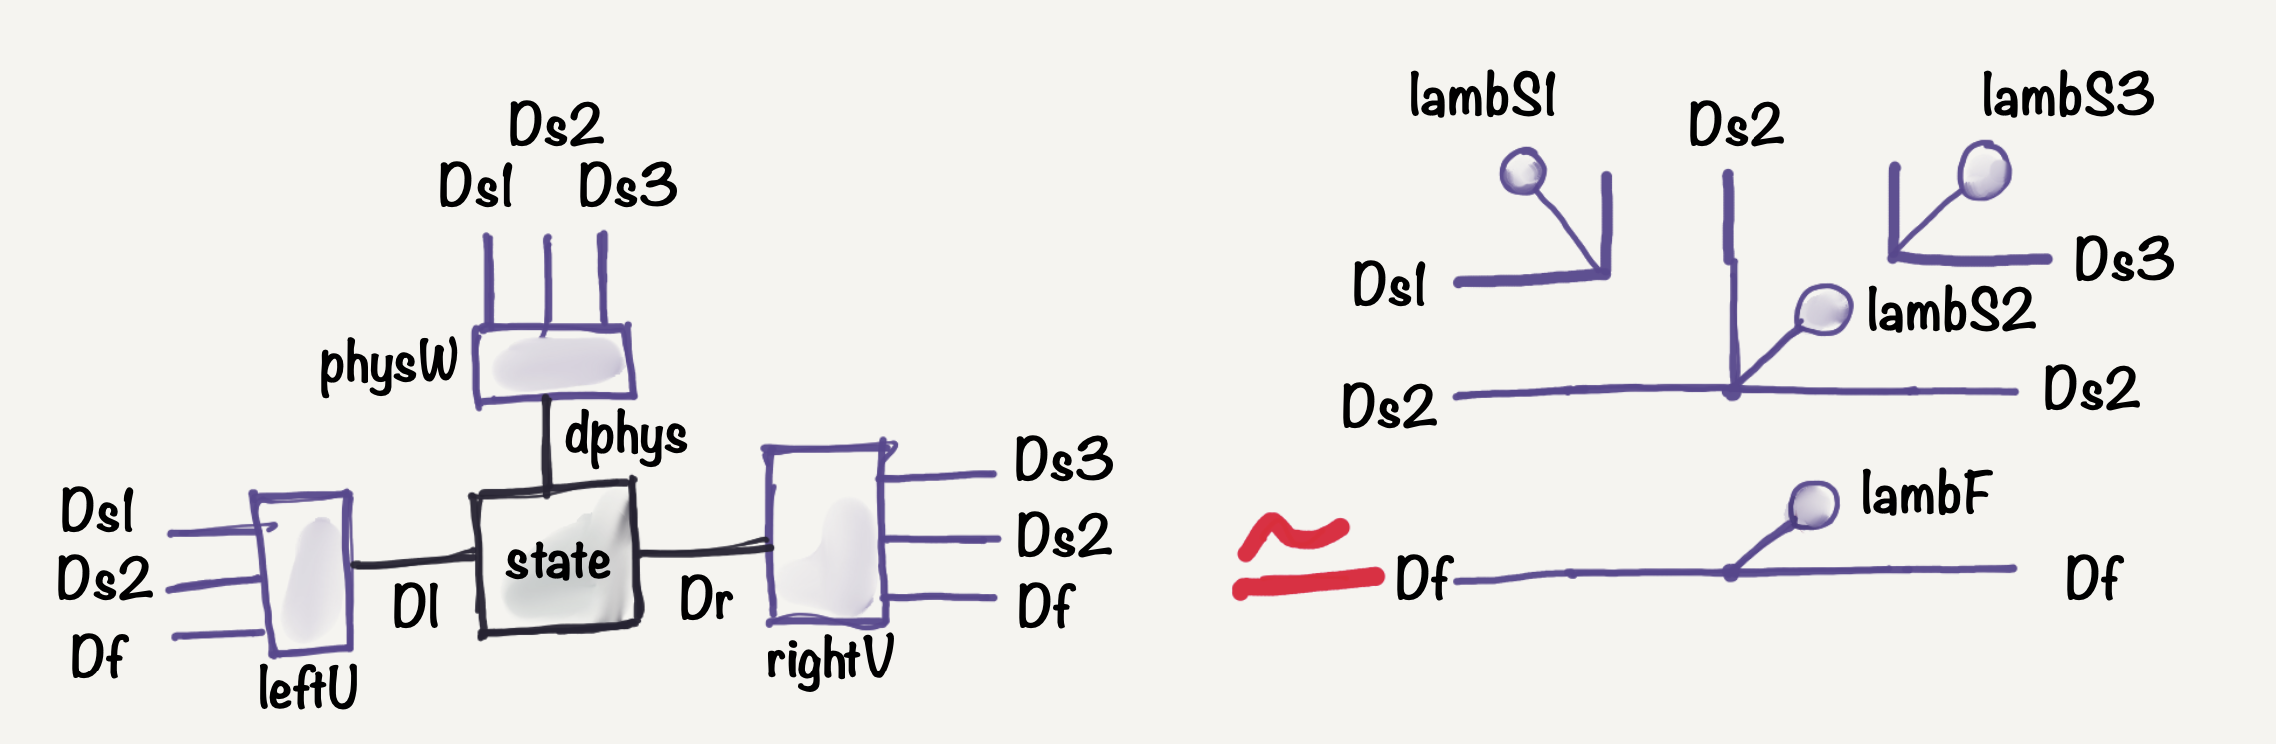 Ds2
Ds1 Ds3
physW
dphys
Ds1
Ds2
Df
leftU
Dl
state
Dr
rightV
Ds3
Ds2
Df
lambS1
Ds2
lambS3
Ds1
Ds3
lambS2
Ds2
Ds2
lambF
≃ Df
Df